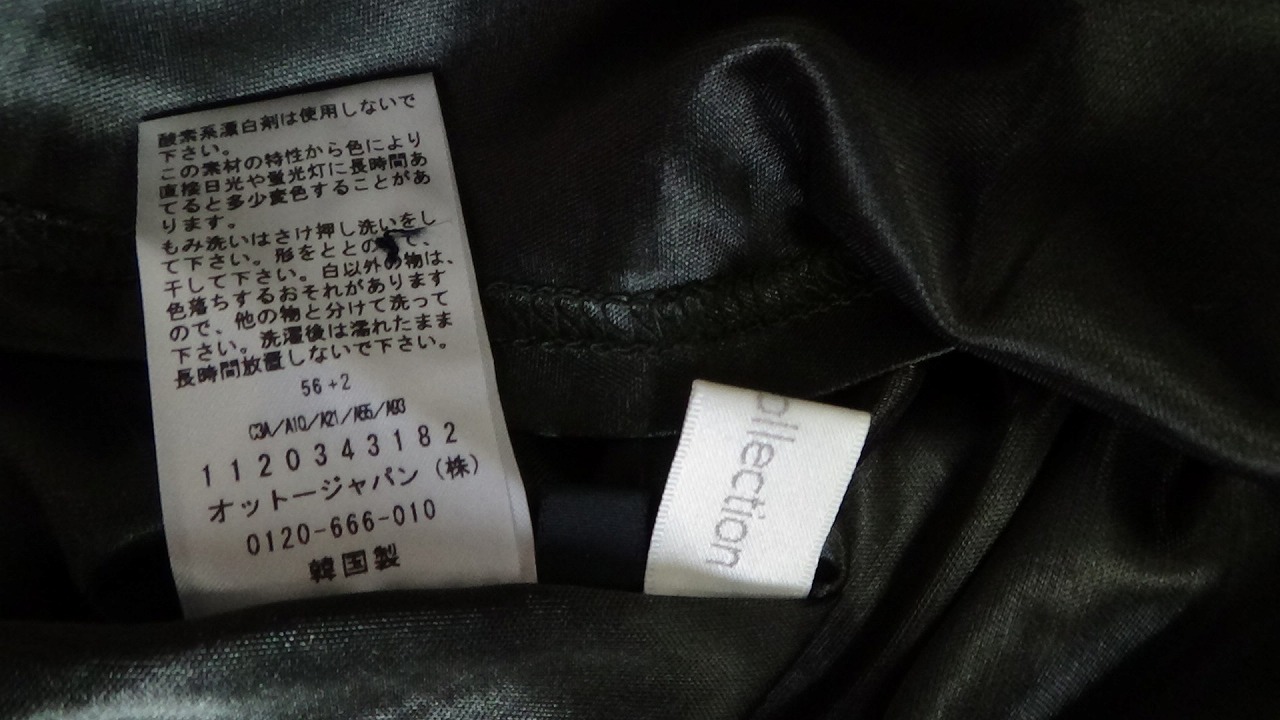 酸素系漂白剤は使用しないで
下さい。
この素材の特性から色により
直接日光や蛍光灯に長時間あ
てると多少変色することがあ
ります。
もみ洗いはさけ押し洗いをし
て下さい。形をととのて、
干して下さい。白以外の物は、
色落ちするおそれがあります
ので、他の物と分けて洗って
下さい。洗濯後は濡れたまま
長時間放置しないで下さい。
56+2
C3A/A10/A21/A65/A93
1120343182
オットージャパン（株）
0120-666-010
韓国製
ollection